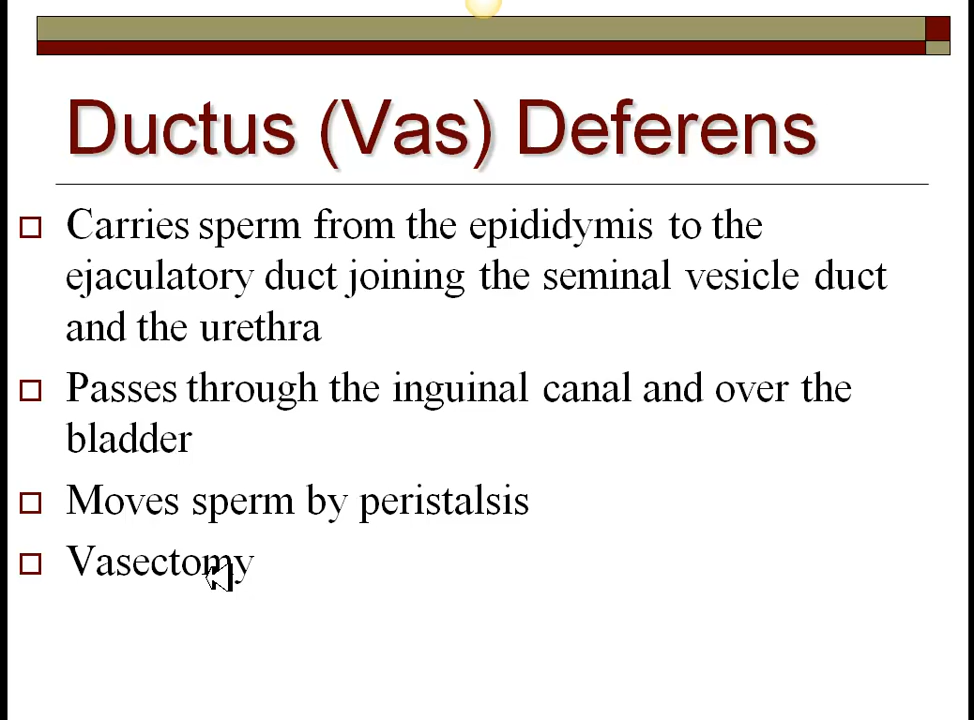 Ductus (Vas) Deferens
Carries sperm from the epididymis to the
ejaculatory duct joining the seminal vesicle duct
and the urethra
Passes through the inguinal canal and over the
bladder
Moves sperm by peristalsis
Vasectomy